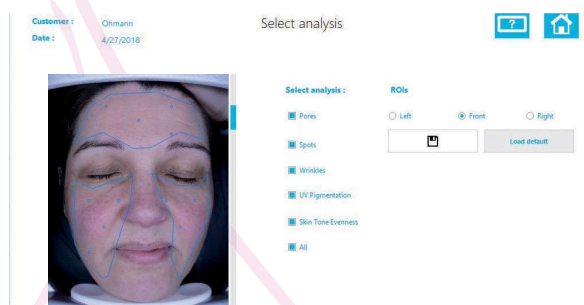 Customer : Ohmann
Select analysis
?
Date : 4/27/2018
Select analysis :
ROIs
Pores
Left
Front
Right
Spots
Load default
Wrinkles
UV Pigmentation
Skin Tone Evenness
All